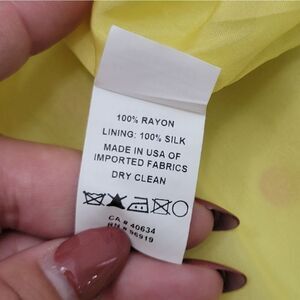 100% RAYON
LINING: 100% SILK
MADE IN USA OF
IMPORTED FABRICS
DRY CLEAN
CA # 40634
RN # 96919